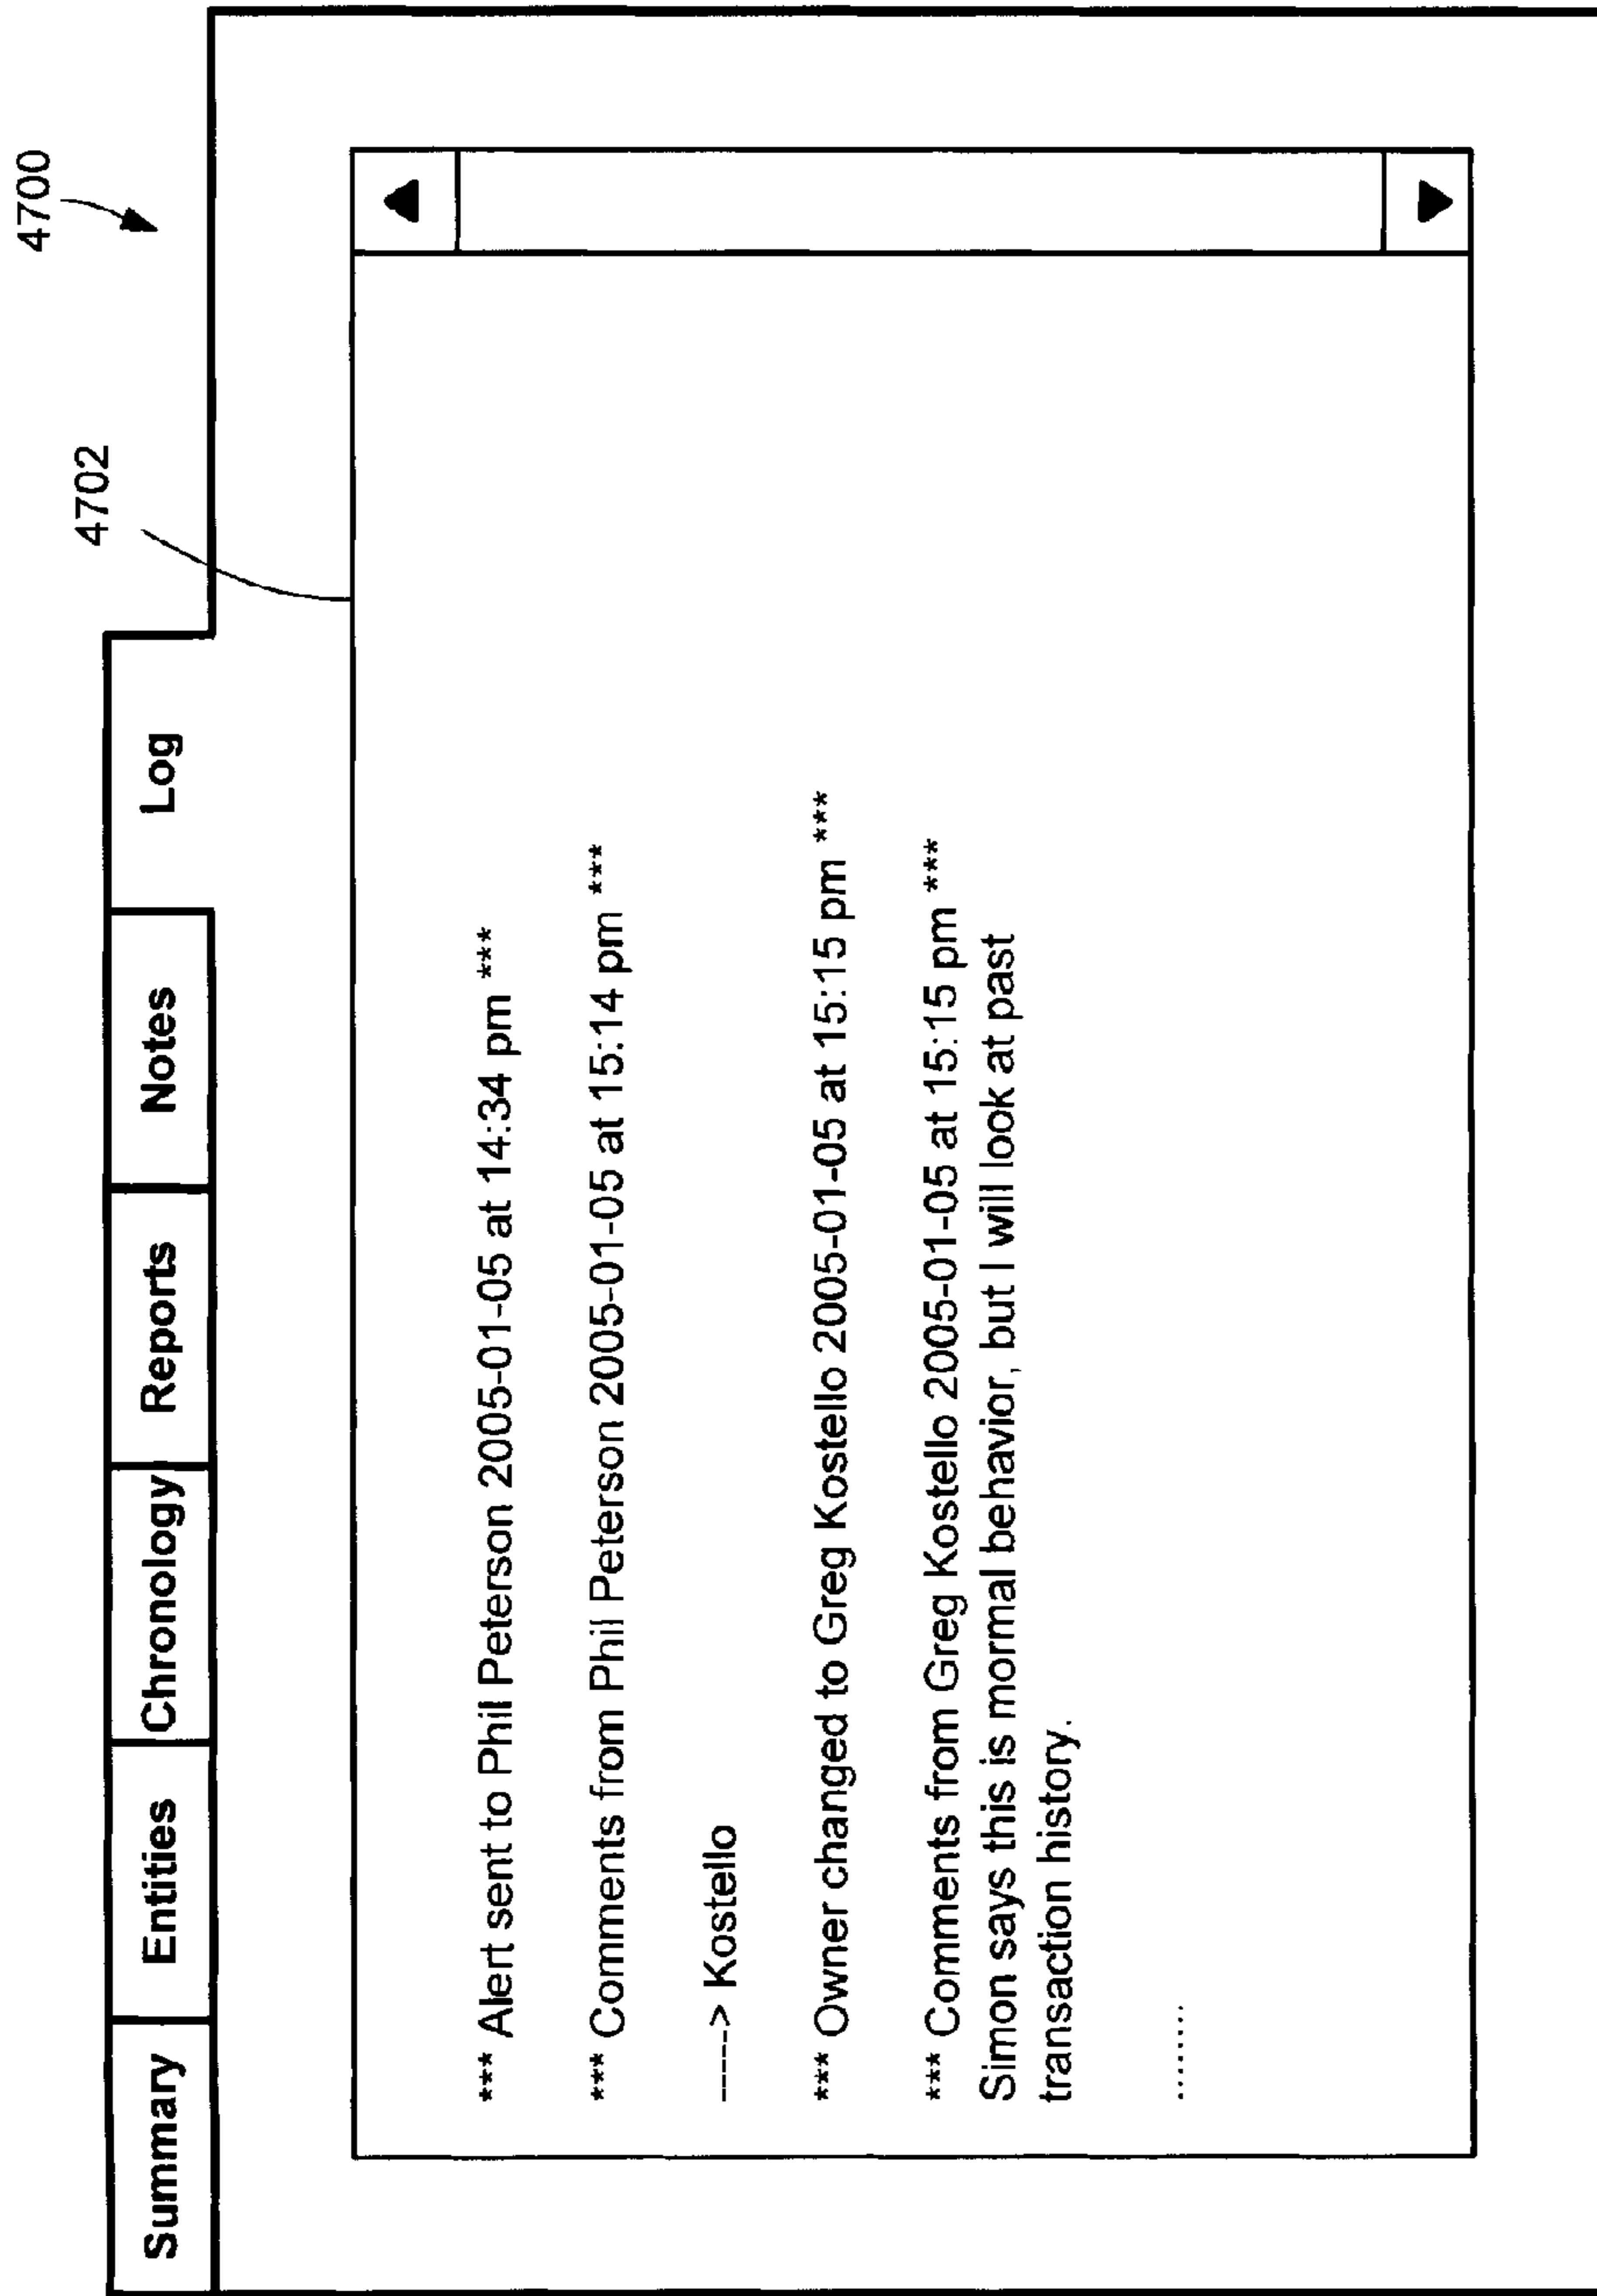 4700
4702
Summary
Entities
Chronology
Reports
Notes
Log
*** Alert sent to Phil Peterson 2005-01-05 at 14:34 pm ***
*** Comments from Phil Peterson 2005-01-05 at 15:14 pm ***
-----> Kostello
*** Owner changed to Greg Kostello 2005-01-05 at 15:15 pm ***
*** Comments from Greg Kostello 2005-01-05 at 15:15 pm ***
Simon says this is mormal behavior, but I will look at past
transaction history.
........